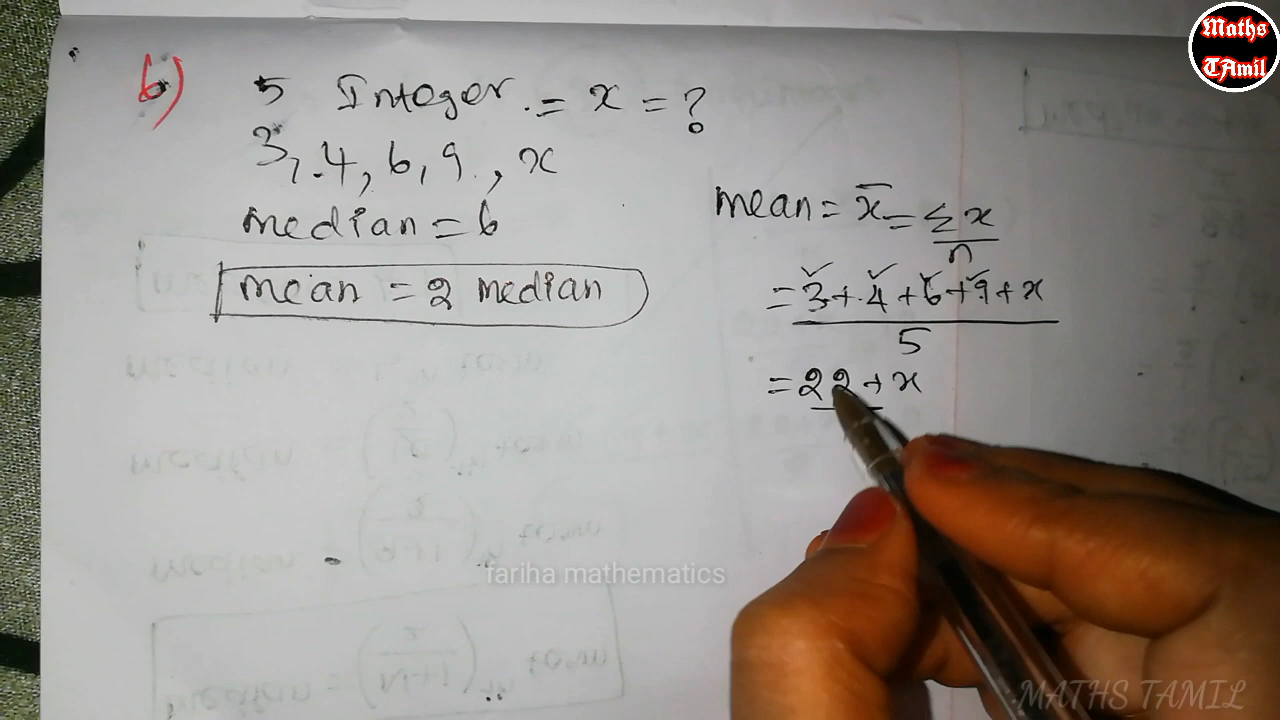 Maths
TAmil
6)
5 Integer. = x = ?
3, 4, 6, 9, x
median = 6
mean = 2 median
mean = x̄ = Σx
n
= 3 + 4 + 6 + 9 + x
5
= 22 + x
fariha mathematics
MATHS TAMIL